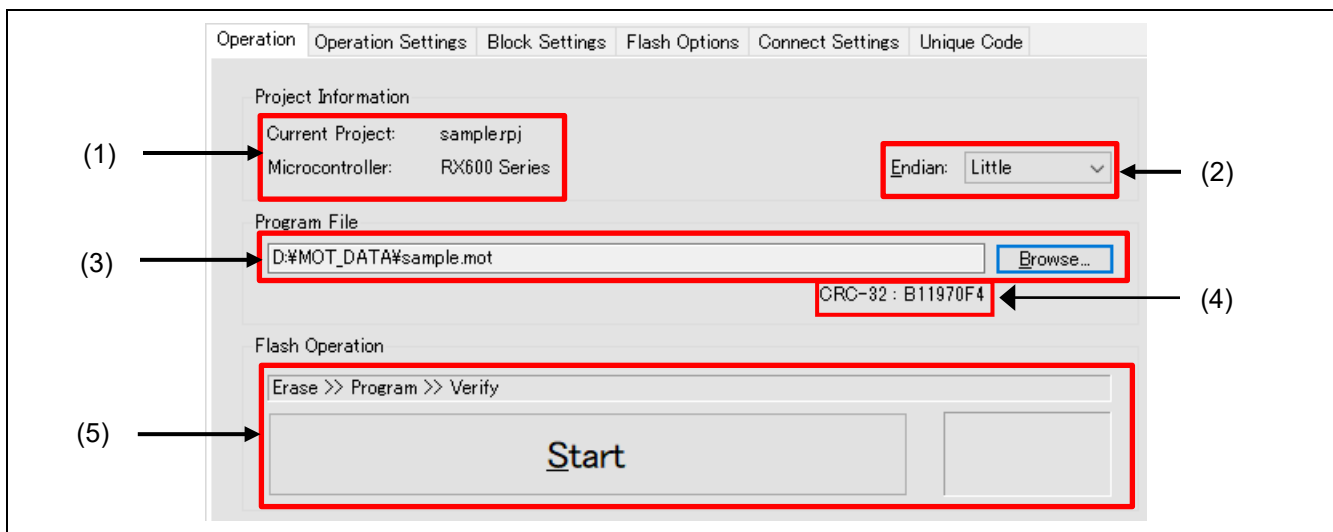 Operation Operation Settings Block Settings Flash Options Connect Settings Unique Code
Project Information
(1)
Current Project: sample.rpj
Microcontroller: RX600 Series
Endian: Little
(2)
Program File
(3)
D:¥MOT_DATA¥sample.mot
Browse...
CRC-32 : B11970F4
(4)
Flash Operation
Erase >> Program >> Verify
(5)
Start